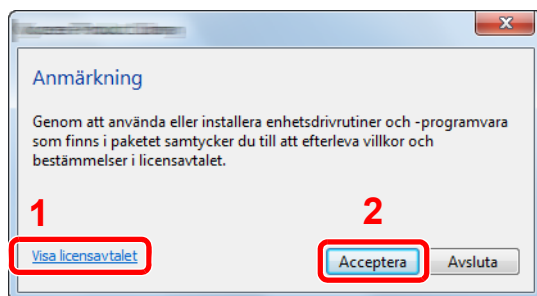 Anmärkning
Genom att använda eller installera enhetsdrivrutiner och -programvara
som finns i paketet samtycker du till att efterleva villkor och
bestämmelser i licensavtalet.
1
2
Visa licensavtalet
Acceptera
Avsluta